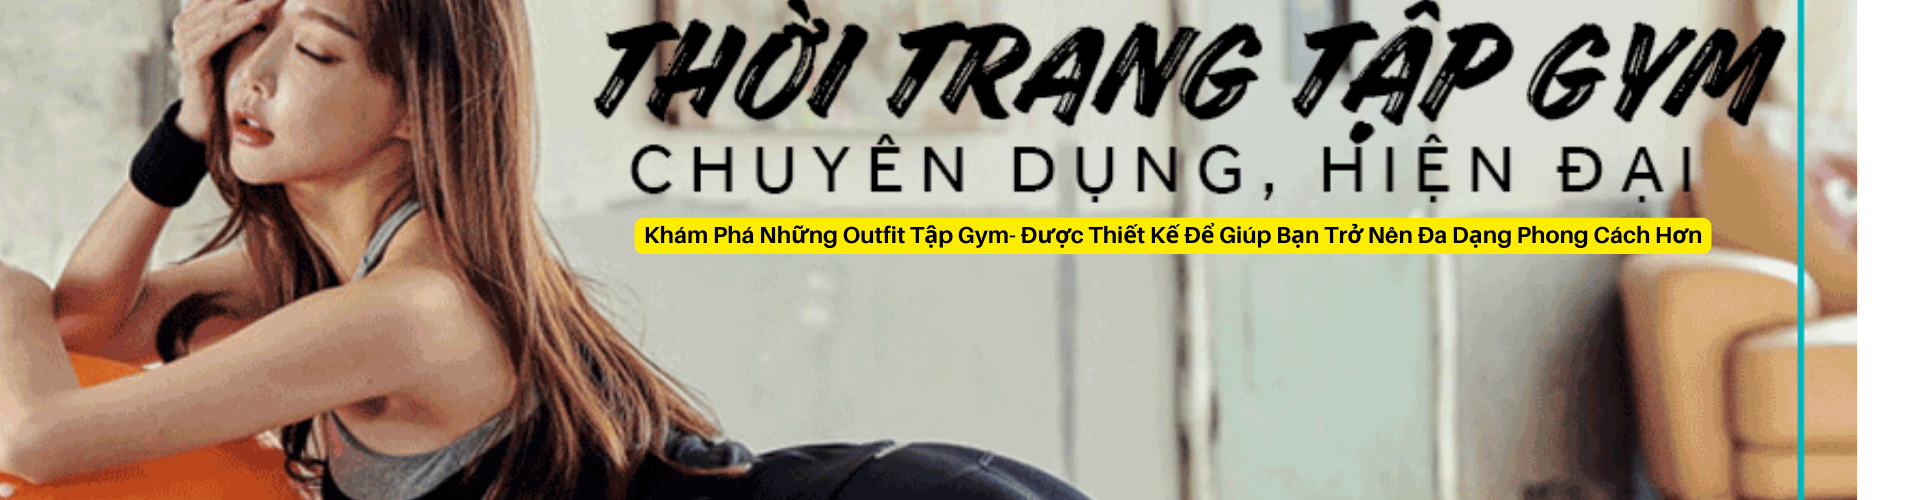 THỜI TRANG TẬP GYM
CHUYÊN DỤNG, HIỆN ĐẠI
Khám Phá Những Outfit Tập Gym- Được Thiết Kế Để Giúp Bạn Trở Nên Đa Dạng Phong Cách Hơn